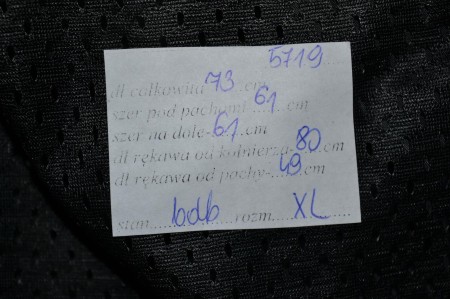 5719
dł całkowita 73 cm
szer pod pachami 61 cm
szer na dole- 61 cm
dł rękawa od kołnierza- 80 cm
dł rękawa od pachy- 49 cm
stan bdb rozm. XL